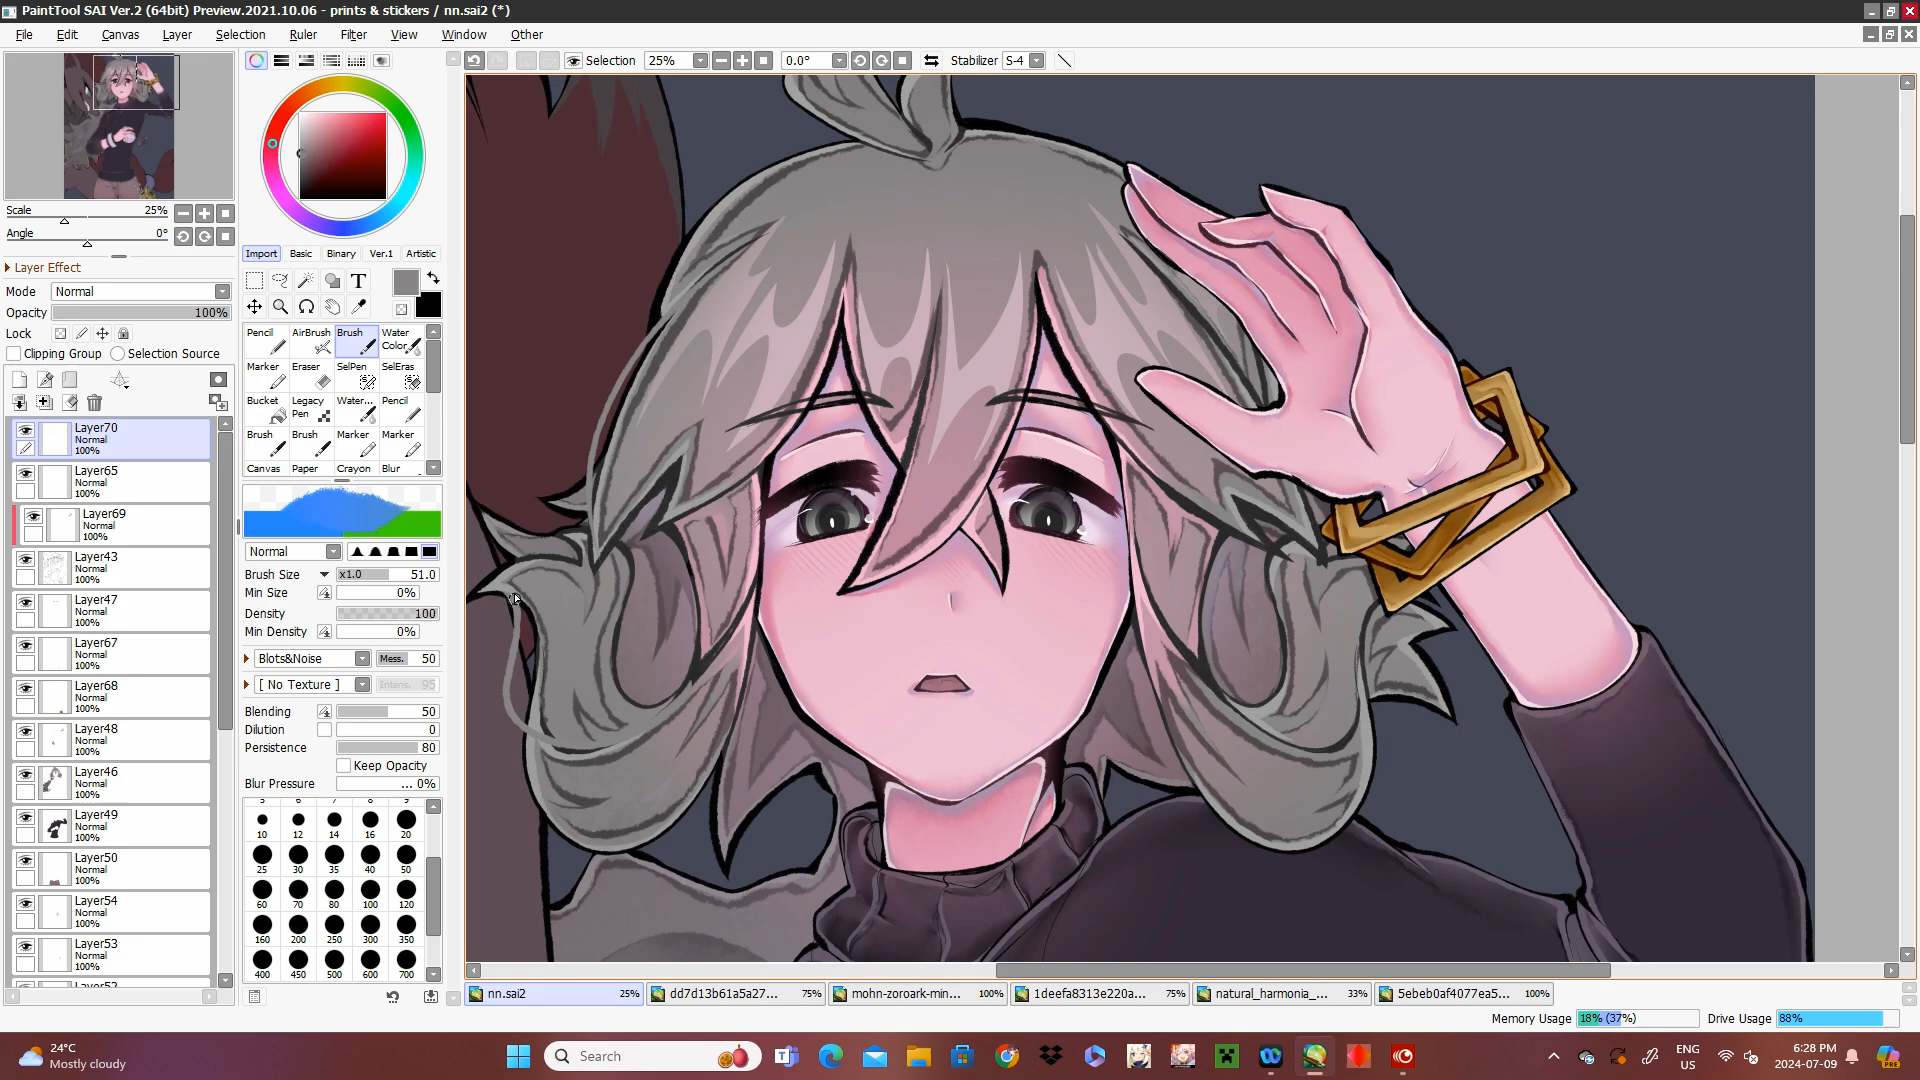 PaintTool SAI Ver.2 (64bit) Preview.2021.10.06 - prints & stickers / nn.sai2 (*)
File Edit Canvas Layer Selection Ruler Filter View Window Other
Selection 25% 0.0° Stabilizer S-4
Scale 25%
Angle 0°
Layer Effect
Mode Normal
Opacity 100%
Lock
Clipping Group Selection Source
Layer70
Normal
100%
Layer65
Normal
100%
Layer69
Normal
100%
Layer43
Normal
100%
Layer47
Normal
100%
Layer67
Normal
100%
Layer68
Normal
100%
Layer48
Normal
100%
Layer46
Normal
100%
Layer49
Normal
100%
Layer50
Normal
100%
Layer54
Normal
100%
Layer53
Normal
100%
Import Basic Binary Ver.1 Artistic
T
Pencil AirBrush Brush Water
Color
Marker Eraser SelPen SelEras
Bucket Legacy Water... Pencil
Pen
Brush Brush Marker Marker
Canvas Paper Crayon Blur
Normal
Brush Size x1.0 51.0
Min Size 0%
Density 100
Min Density 0%
Blots&Noise Mess. 50
[ No Texture ] Intens. 95
Blending 50
Dilution 0
Persistence 80
Keep Opacity
Blur Pressure ... 0%
5 6 7 8 9
10 12 14 16 20
25 30 35 40 50
60 70 80 100 120
160 200 250 300 350
400 450 500 600 700
nn.sai2 25% dd7d13b61a5a27... 75% mohn-zoroark-min... 100% 1deefa8313e220a... 75% natural_harmonia_... 33% 5ebeb0af4077ea5... 100%
Memory Usage 18% (37%) Drive Usage 88%
24°C
Mostly cloudy
Search
ENG
US
6:28 PM
2024-07-09
PRE